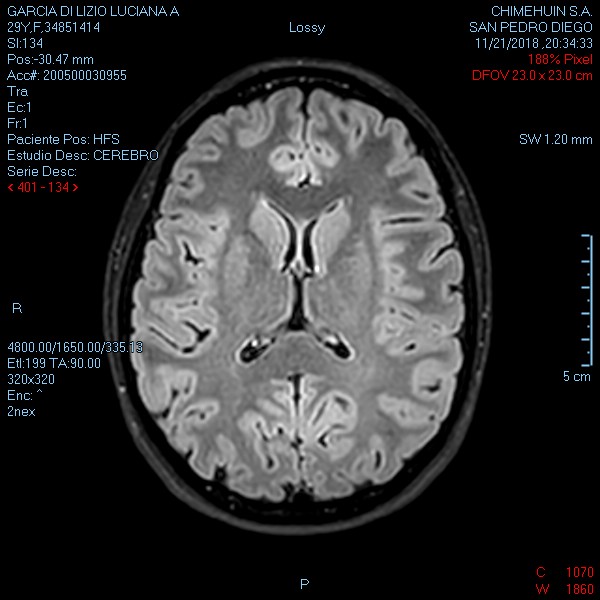 GARCIA DI LIZIO LUCIANA A
29Y,F,34851414
Sl:134
Pos:-30.47 mm
Acc#: 200500030955
Tra
Ec:1
Fr:1
Paciente Pos: HFS
Estudio Desc: CEREBRO
Serie Desc:
< 401 - 134 >
Lossy
CHIMEHUIN S.A.
SAN PEDRO DIEGO
11/21/2018 ,20:34:33
188% Pixel
DFOV 23.0 x 23.0 cm
SW 1.20 mm
R
4800.00/1650.00/335.13
Etl:199 TA:90.00
320x320
Enc: ^
2nex
5 cm
P
C 1070
W 1860